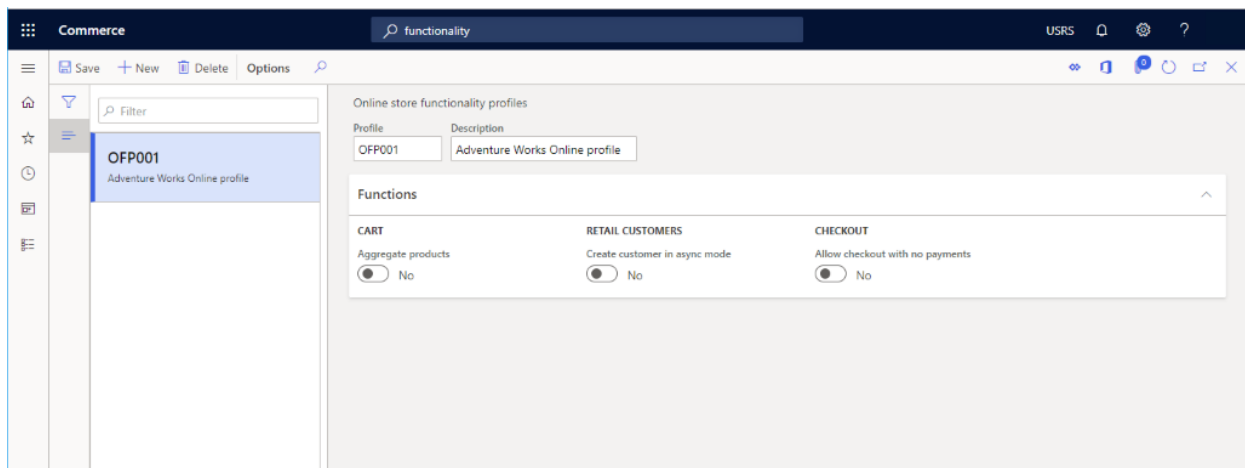 Commerce
functionality
USRS
?
Save
New
Delete
Options
0
Filter
OFP001
Adventure Works Online profile
Online store functionality profiles
Profile
Description
OFP001
Adventure Works Online profile
Functions
CART
RETAIL CUSTOMERS
CHECKOUT
Aggregate products
Create customer in async mode
Allow checkout with no payments
No
No
No